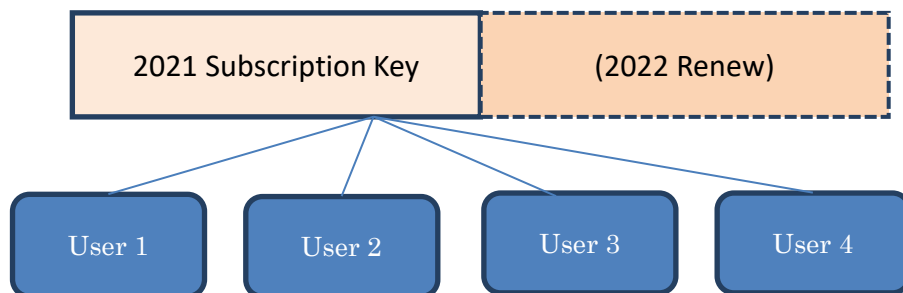 2021 Subscription Key
(2022 Renew)
User 1
User 2
User 3
User 4